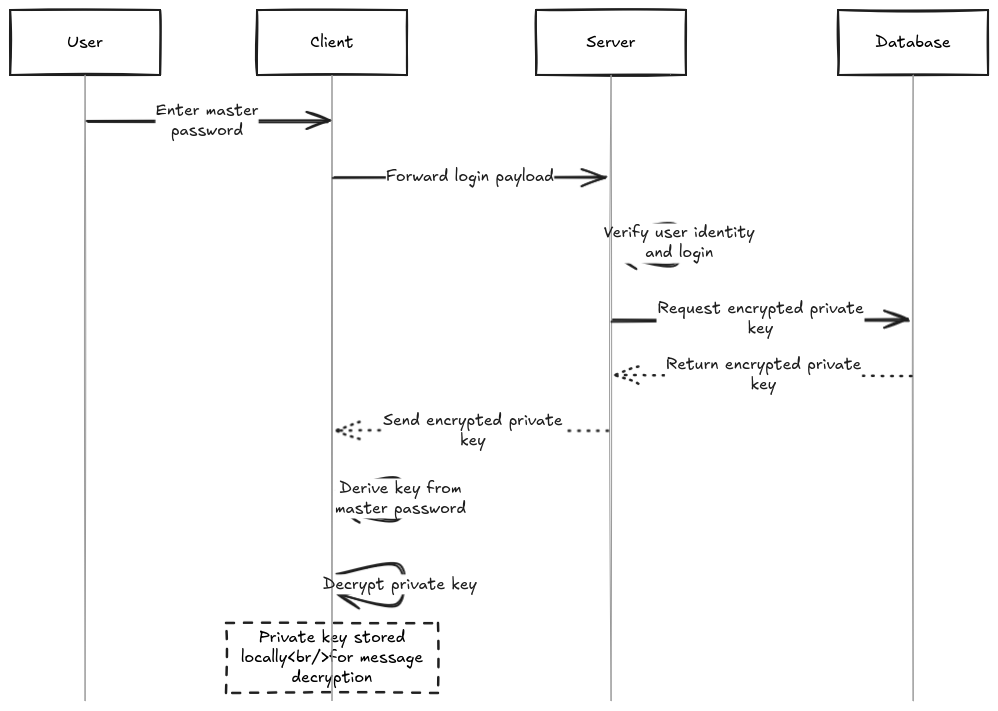 User
Client
Server
Database
Enter master
password
Forward login payload
Verify user identity
and login
Request encrypted private
key
Return encrypted private
key
Send encrypted private
key
Derive key from
master password
Decrypt private key
Private key stored
locally<br/>for message
decryption